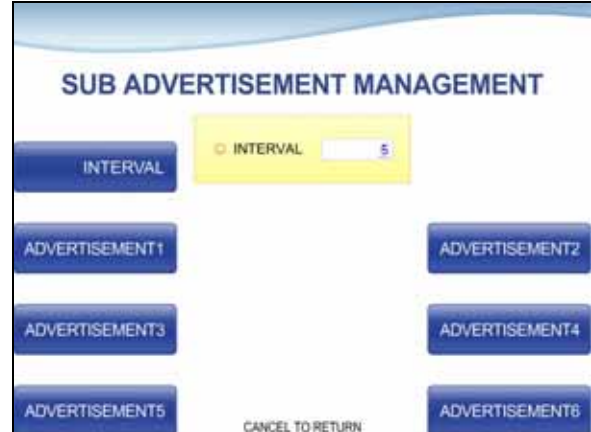 SUB ADVERTISEMENT MANAGEMENT
INTERVAL 5
INTERVAL
ADVERTISEMENT1 ADVERTISEMENT2
ADVERTISEMENT3 ADVERTISEMENT4
ADVERTISEMENT5 ADVERTISEMENT6
CANCEL TO RETURN